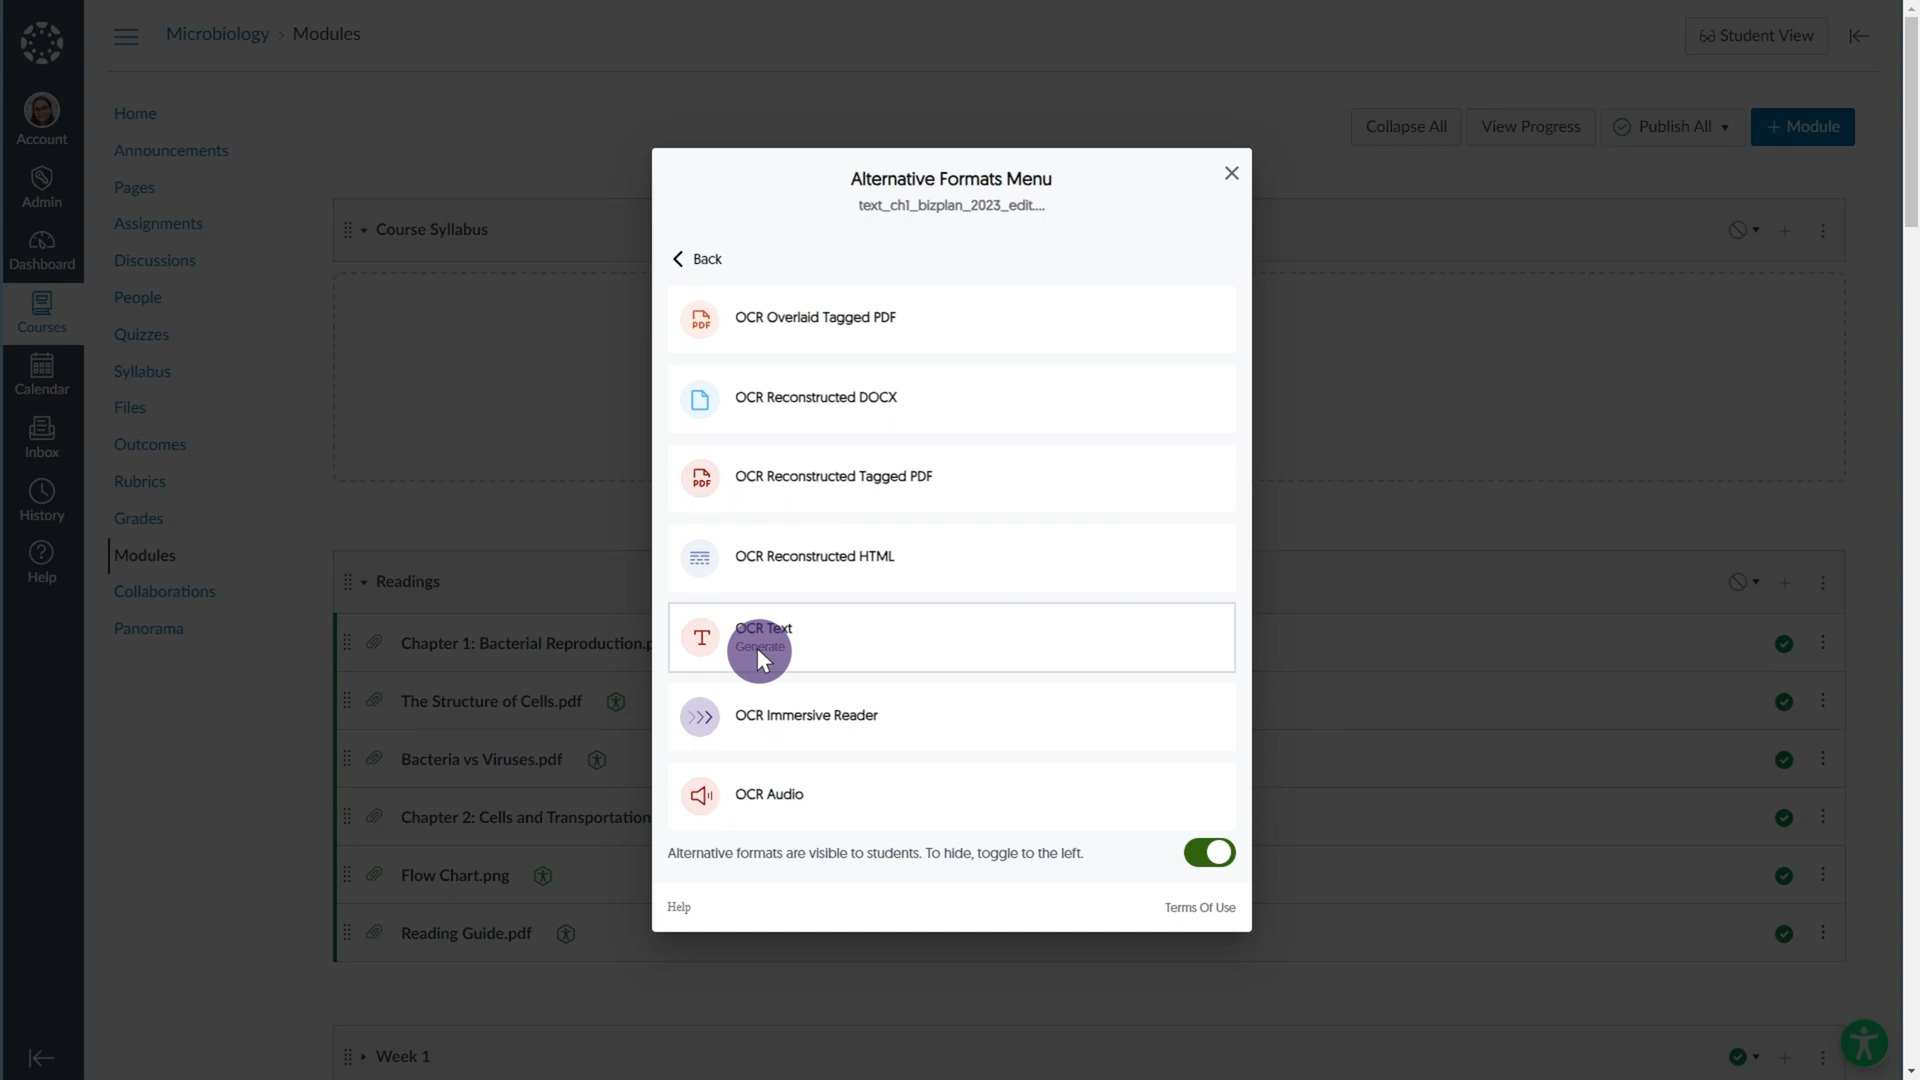 Microbiology › Modules
Student View
Account
Admin
Dashboard
Courses
Calendar
Inbox
History
Help
Home
Announcements
Pages
Assignments
Discussions
People
Quizzes
Syllabus
Files
Outcomes
Rubrics
Grades
Modules
Collaborations
Panorama
Collapse All
View Progress
Publish All
+ Module
Course Syllabus
Readings
Chapter 1: Bacterial Reproduction.p
The Structure of Cells.pdf
Bacteria vs Viruses.pdf
Chapter 2: Cells and Transportation
Flow Chart.png
Reading Guide.pdf
Week 1
Alternative Formats Menu
text_ch1_bizplan_2023_edit....
Back
PDF
OCR Overlaid Tagged PDF
OCR Reconstructed DOCX
PDF
OCR Reconstructed Tagged PDF
OCR Reconstructed HTML
T
OCR Text
Generate
OCR Immersive Reader
OCR Audio
Alternative formats are visible to students. To hide, toggle to the left.
Help
Terms Of Use